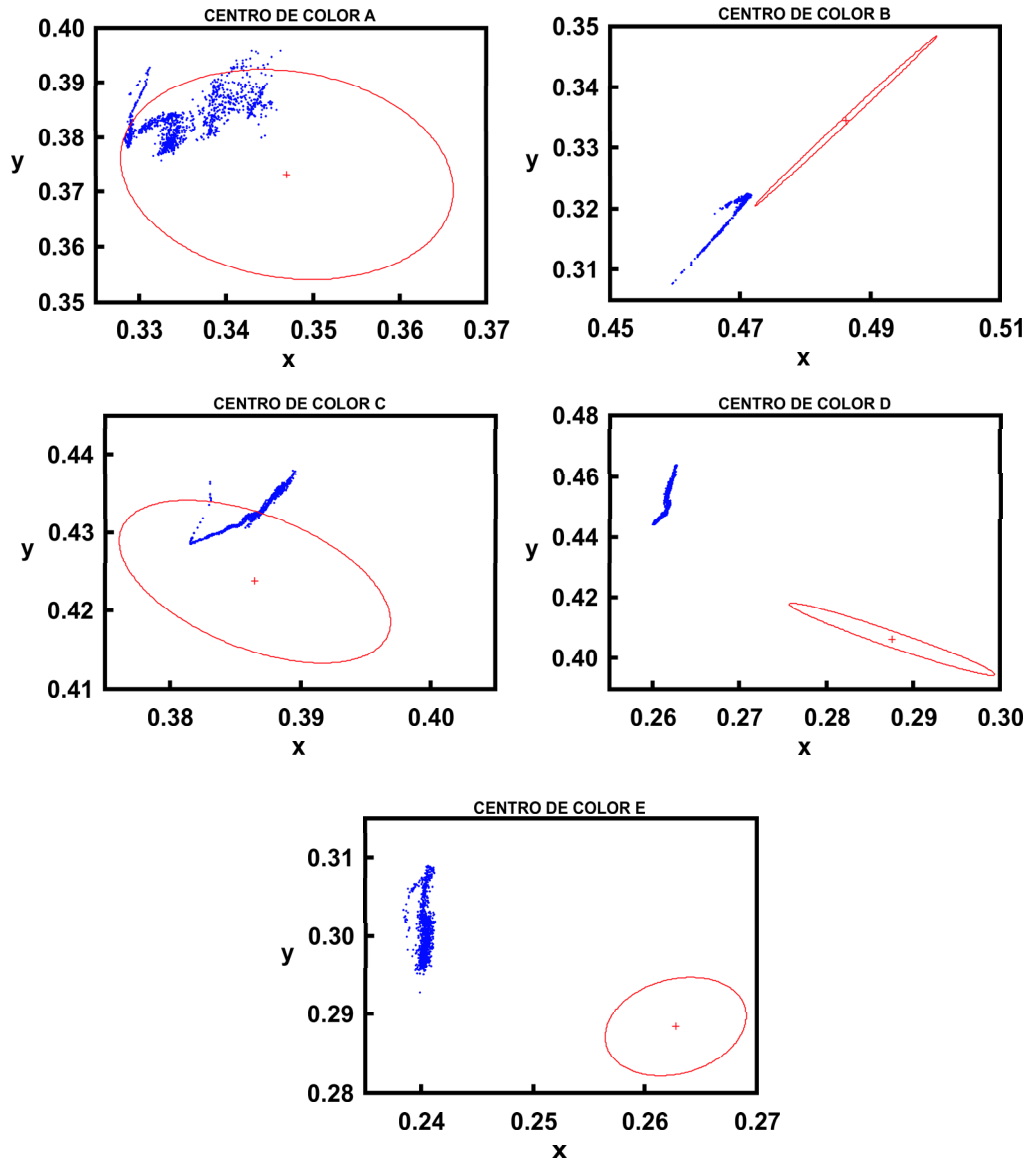 CENTRO DE COLOR A
0.40
0.39
0.38
y
0.37
0.36
0.35
0.33 0.34 0.35 0.36 0.37
x
CENTRO DE COLOR B
0.35
0.34
y
0.33
0.32
0.31
0.45 0.47 0.49 0.51
x
CENTRO DE COLOR C
0.44
0.43
y
0.42
0.41
0.38 0.39 0.40
x
CENTRO DE COLOR D
0.48
0.46
y
0.44
0.42
0.40
0.26 0.27 0.28 0.29 0.30
x
CENTRO DE COLOR E
0.31
0.30
y
0.29
0.28
0.24 0.25 0.26 0.27
x